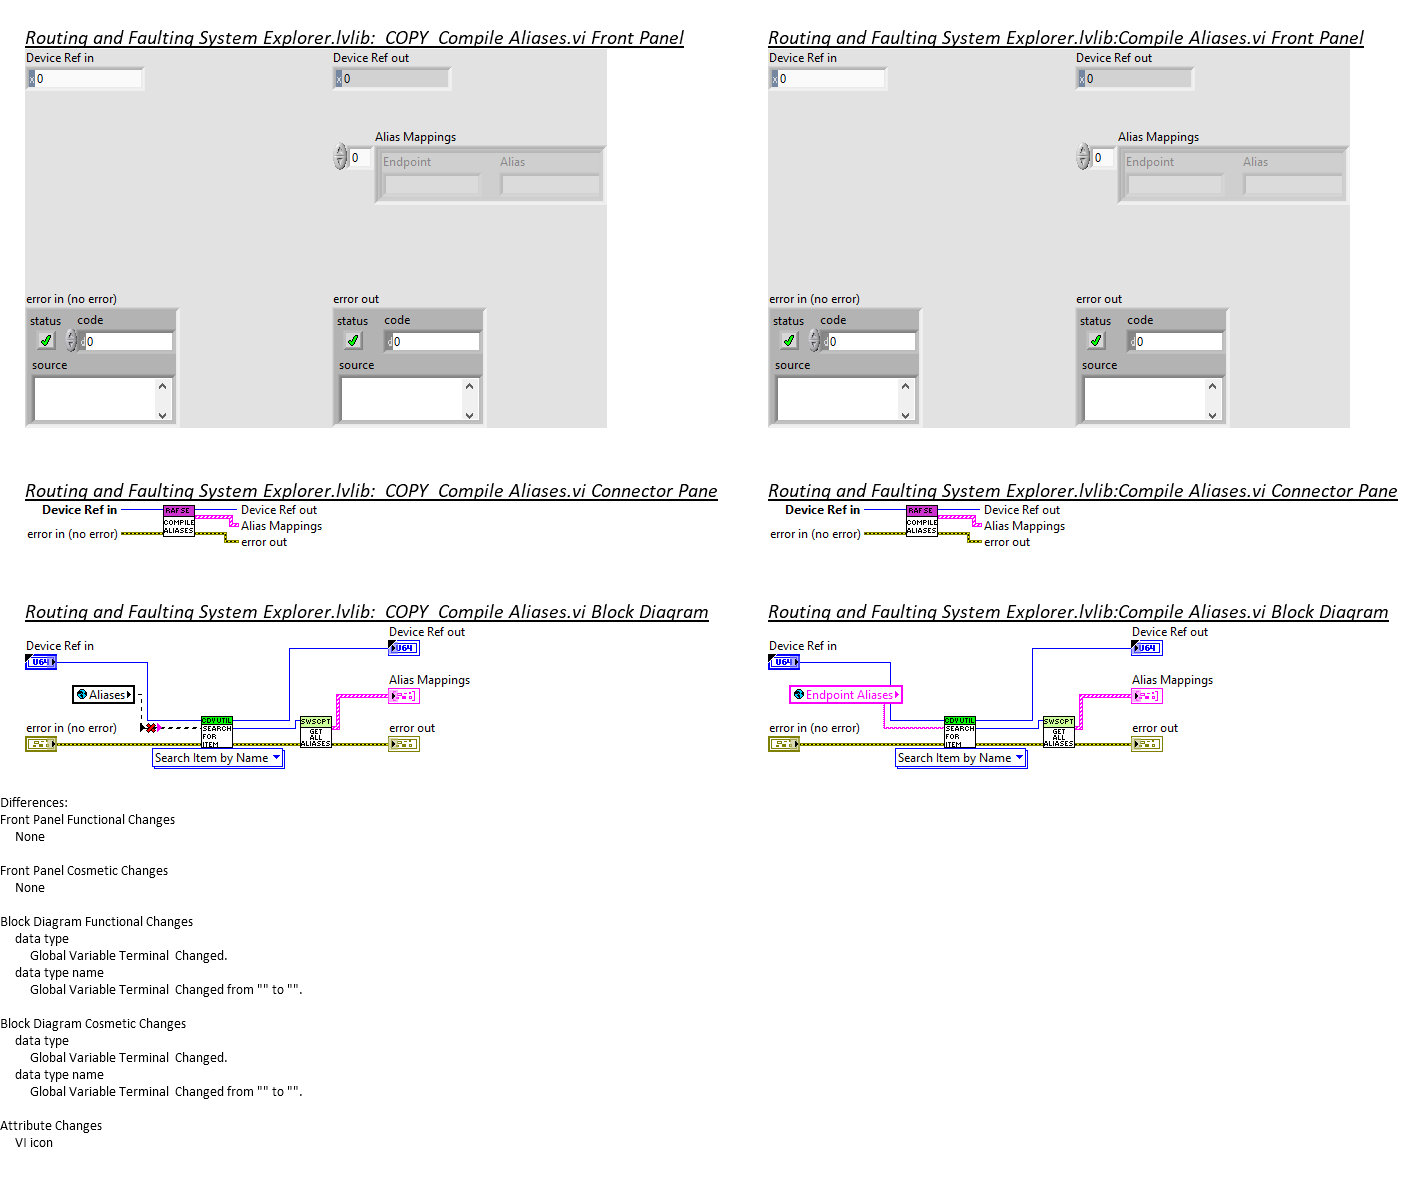 Routing and Faulting System Explorer.lvlib:  COPY  Compile Aliases.vi Front Panel
Device Ref in
x 0
Device Ref out
x 0
Alias Mappings
0
Endpoint
Alias
error in (no error)
status
code
d 0
source
error out
status
code
d 0
source
Routing and Faulting System Explorer.lvlib:Compile Aliases.vi Front Panel
Device Ref in
x 0
Device Ref out
x 0
Alias Mappings
0
Endpoint
Alias
error in (no error)
status
code
d 0
source
error out
status
code
d 0
source
Routing and Faulting System Explorer.lvlib:  COPY  Compile Aliases.vi Connector Pane
Device Ref in
error in (no error)
RAFSE
COMPILE
ALIASES
Device Ref out
Alias Mappings
error out
Routing and Faulting System Explorer.lvlib:Compile Aliases.vi Connector Pane
Device Ref in
error in (no error)
RAFSE
COMPILE
ALIASES
Device Ref out
Alias Mappings
error out
Routing and Faulting System Explorer.lvlib:  COPY  Compile Aliases.vi Block Diagram
Device Ref in
U64
Aliases
error in (no error)
CDVUTIL
SEARCH
FOR
ITEM
Search Item by Name
SWSCPT
GET
ALL
ALIASES
Device Ref out
U64
Alias Mappings
error out
Routing and Faulting System Explorer.lvlib:Compile Aliases.vi Block Diagram
Device Ref in
U64
Endpoint Aliases
error in (no error)
CDVUTIL
SEARCH
FOR
ITEM
Search Item by Name
SWSCPT
GET
ALL
ALIASES
Device Ref out
U64
Alias Mappings
error out
Differences:
Front Panel Functional Changes
None
Front Panel Cosmetic Changes
None
Block Diagram Functional Changes
data type
Global Variable Terminal  Changed.
data type name
Global Variable Terminal  Changed from "" to "".
Block Diagram Cosmetic Changes
data type
Global Variable Terminal  Changed.
data type name
Global Variable Terminal  Changed from "" to "".
Attribute Changes
VI icon